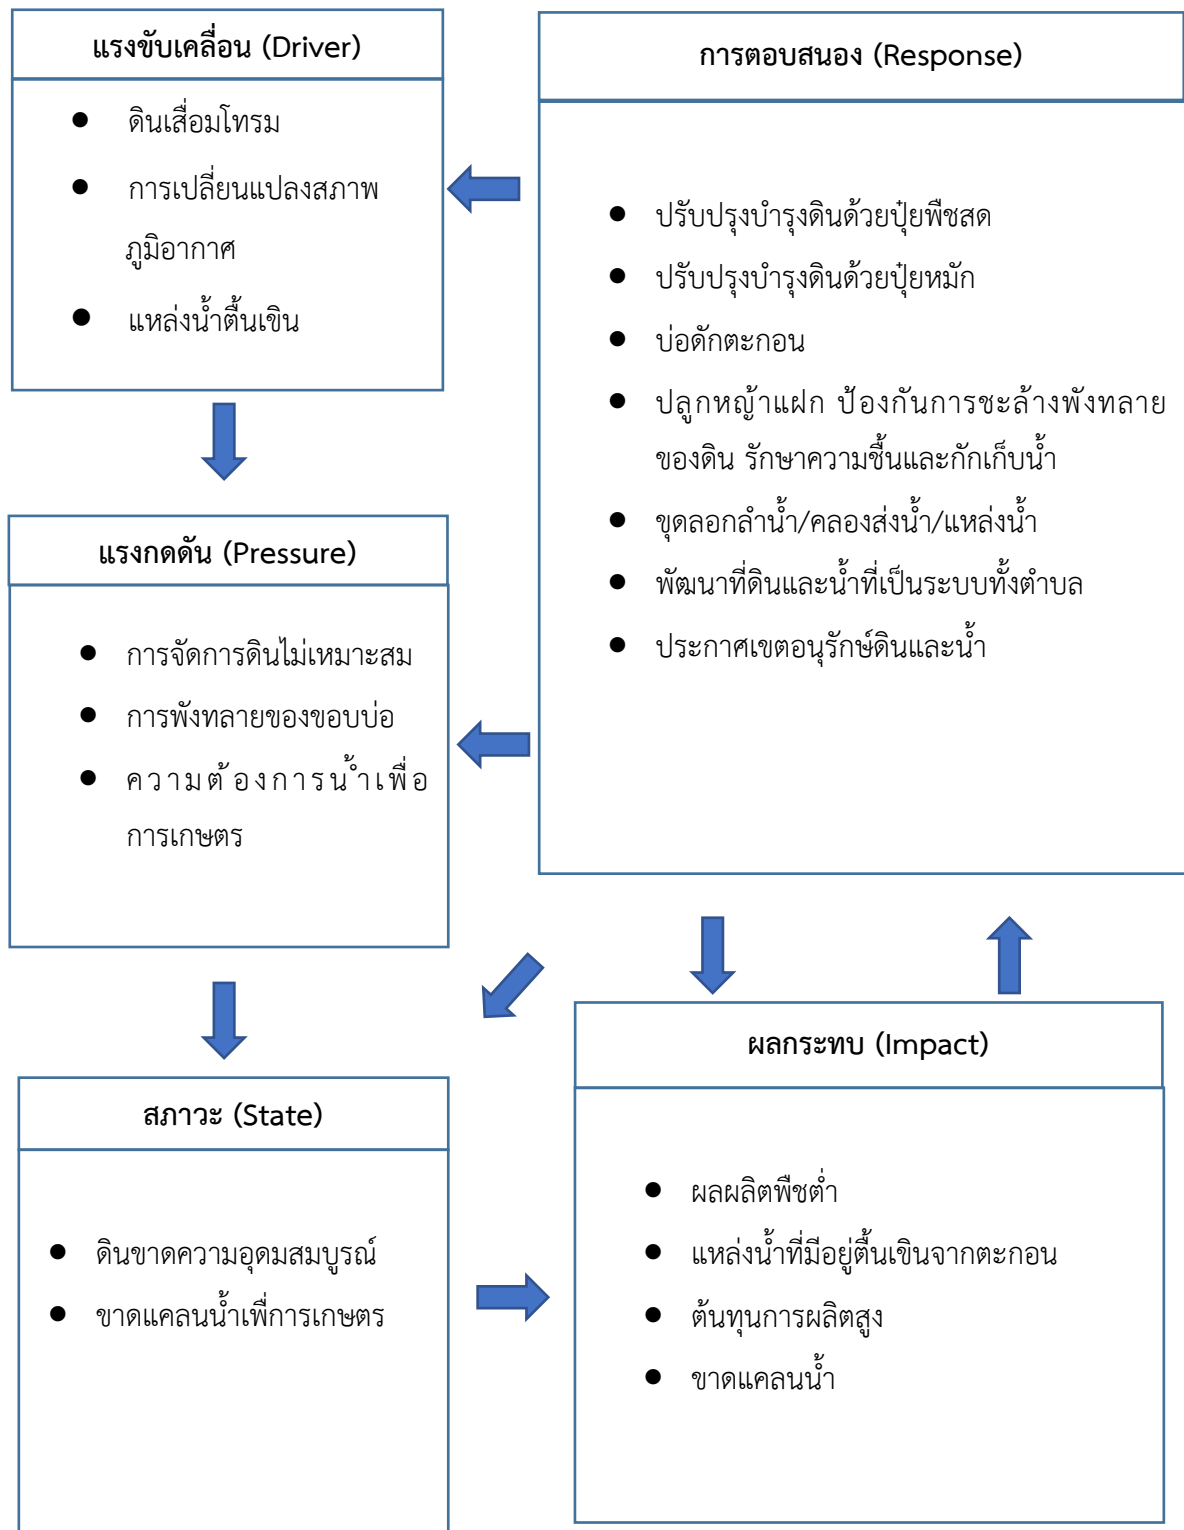 แรงขับเคลื่อน (Driver)
● ดินเสื่อมโทรม
● การเปลี่ยนแปลงสภาพ
ภูมิอากาศ
● แหล่งน้ำตื้นเขิน
การตอบสนอง (Response)
● ปรับปรุงบำรุงดินด้วยปุ๋ยพืชสด
● ปรับปรุงบำรุงดินด้วยปุ๋ยหมัก
● บ่อดักตะกอน
● ปลูกหญ้าแฝก ป้องกันการชะล้างพังทลาย
ของดิน รักษาความชื้นและกักเก็บน้ำ
● ขุดลอกลำน้ำ/คลองส่งน้ำ/แหล่งน้ำ
● พัฒนาที่ดินและน้ำที่เป็นระบบทั้งตำบล
● ประกาศเขตอนุรักษ์ดินและน้ำ
แรงกดดัน (Pressure)
● การจัดการดินไม่เหมาะสม
● การพังทลายของขอบบ่อ
● ความต้องการน้ำเพื่อ
การเกษตร
สภาวะ (State)
● ดินขาดความอุดมสมบูรณ์
● ขาดแคลนน้ำเพื่การเกษตร
ผลกระทบ (Impact)
● ผลผลิตพืชต่ำ
● แหล่งน้ำที่มีอยู่ตื้นเขินจากตะกอน
● ต้นทุนการผลิตสูง
● ขาดแคลนน้ำ